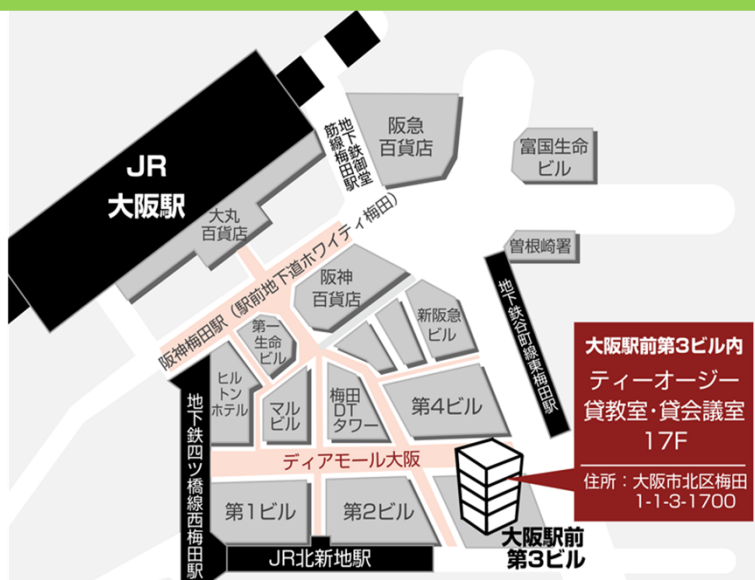 JR
大阪駅
大丸
百貨店
地下鉄御堂
筋線梅田駅
阪急
百貨店
富国生命
ビル
曽根崎署
阪神梅田駅(駅前地下道ホワイティ梅田)
阪神
百貨店
新阪急
ビル
第一
生命
ビル
ヒル
トン
ホテル
マル
ビル
梅田
DT
タワー
第4ビル
地下鉄谷町線東梅田駅
地下鉄四ツ橋線西梅田駅
ディアモール大阪
第1ビル
第2ビル
JR北新地駅
大阪駅前
第3ビル
大阪駅前第3ビル内
ティーオージー
貸教室・貸会議室
17F
住所:大阪市北区梅田
1-1-3-1700